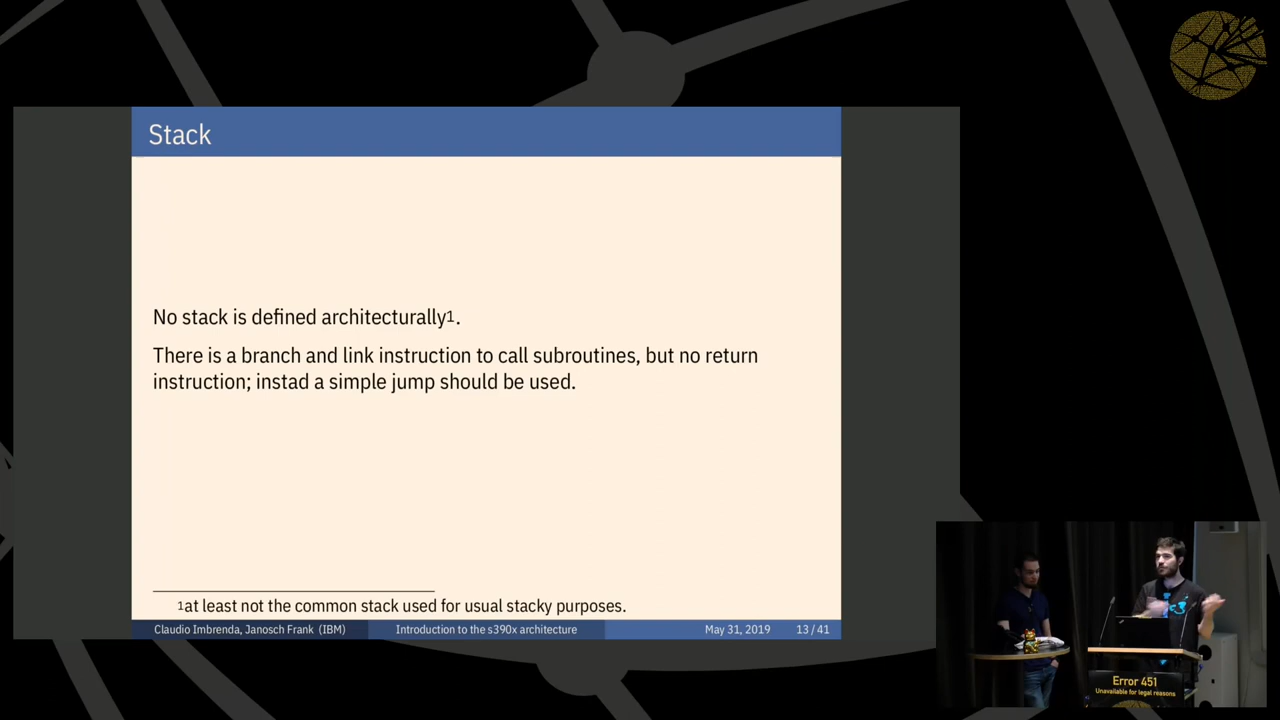 Stack
No stack is defined architecturally1.
There is a branch and link instruction to call subroutines, but no return
instruction; instad a simple jump should be used.
1at least not the common stack used for usual stacky purposes.
Claudio Imbrenda, Janosch Frank (IBM) Introduction to the s390x architecture May 31, 2019 13 / 41
Error 451
Unavailable for legal reasons